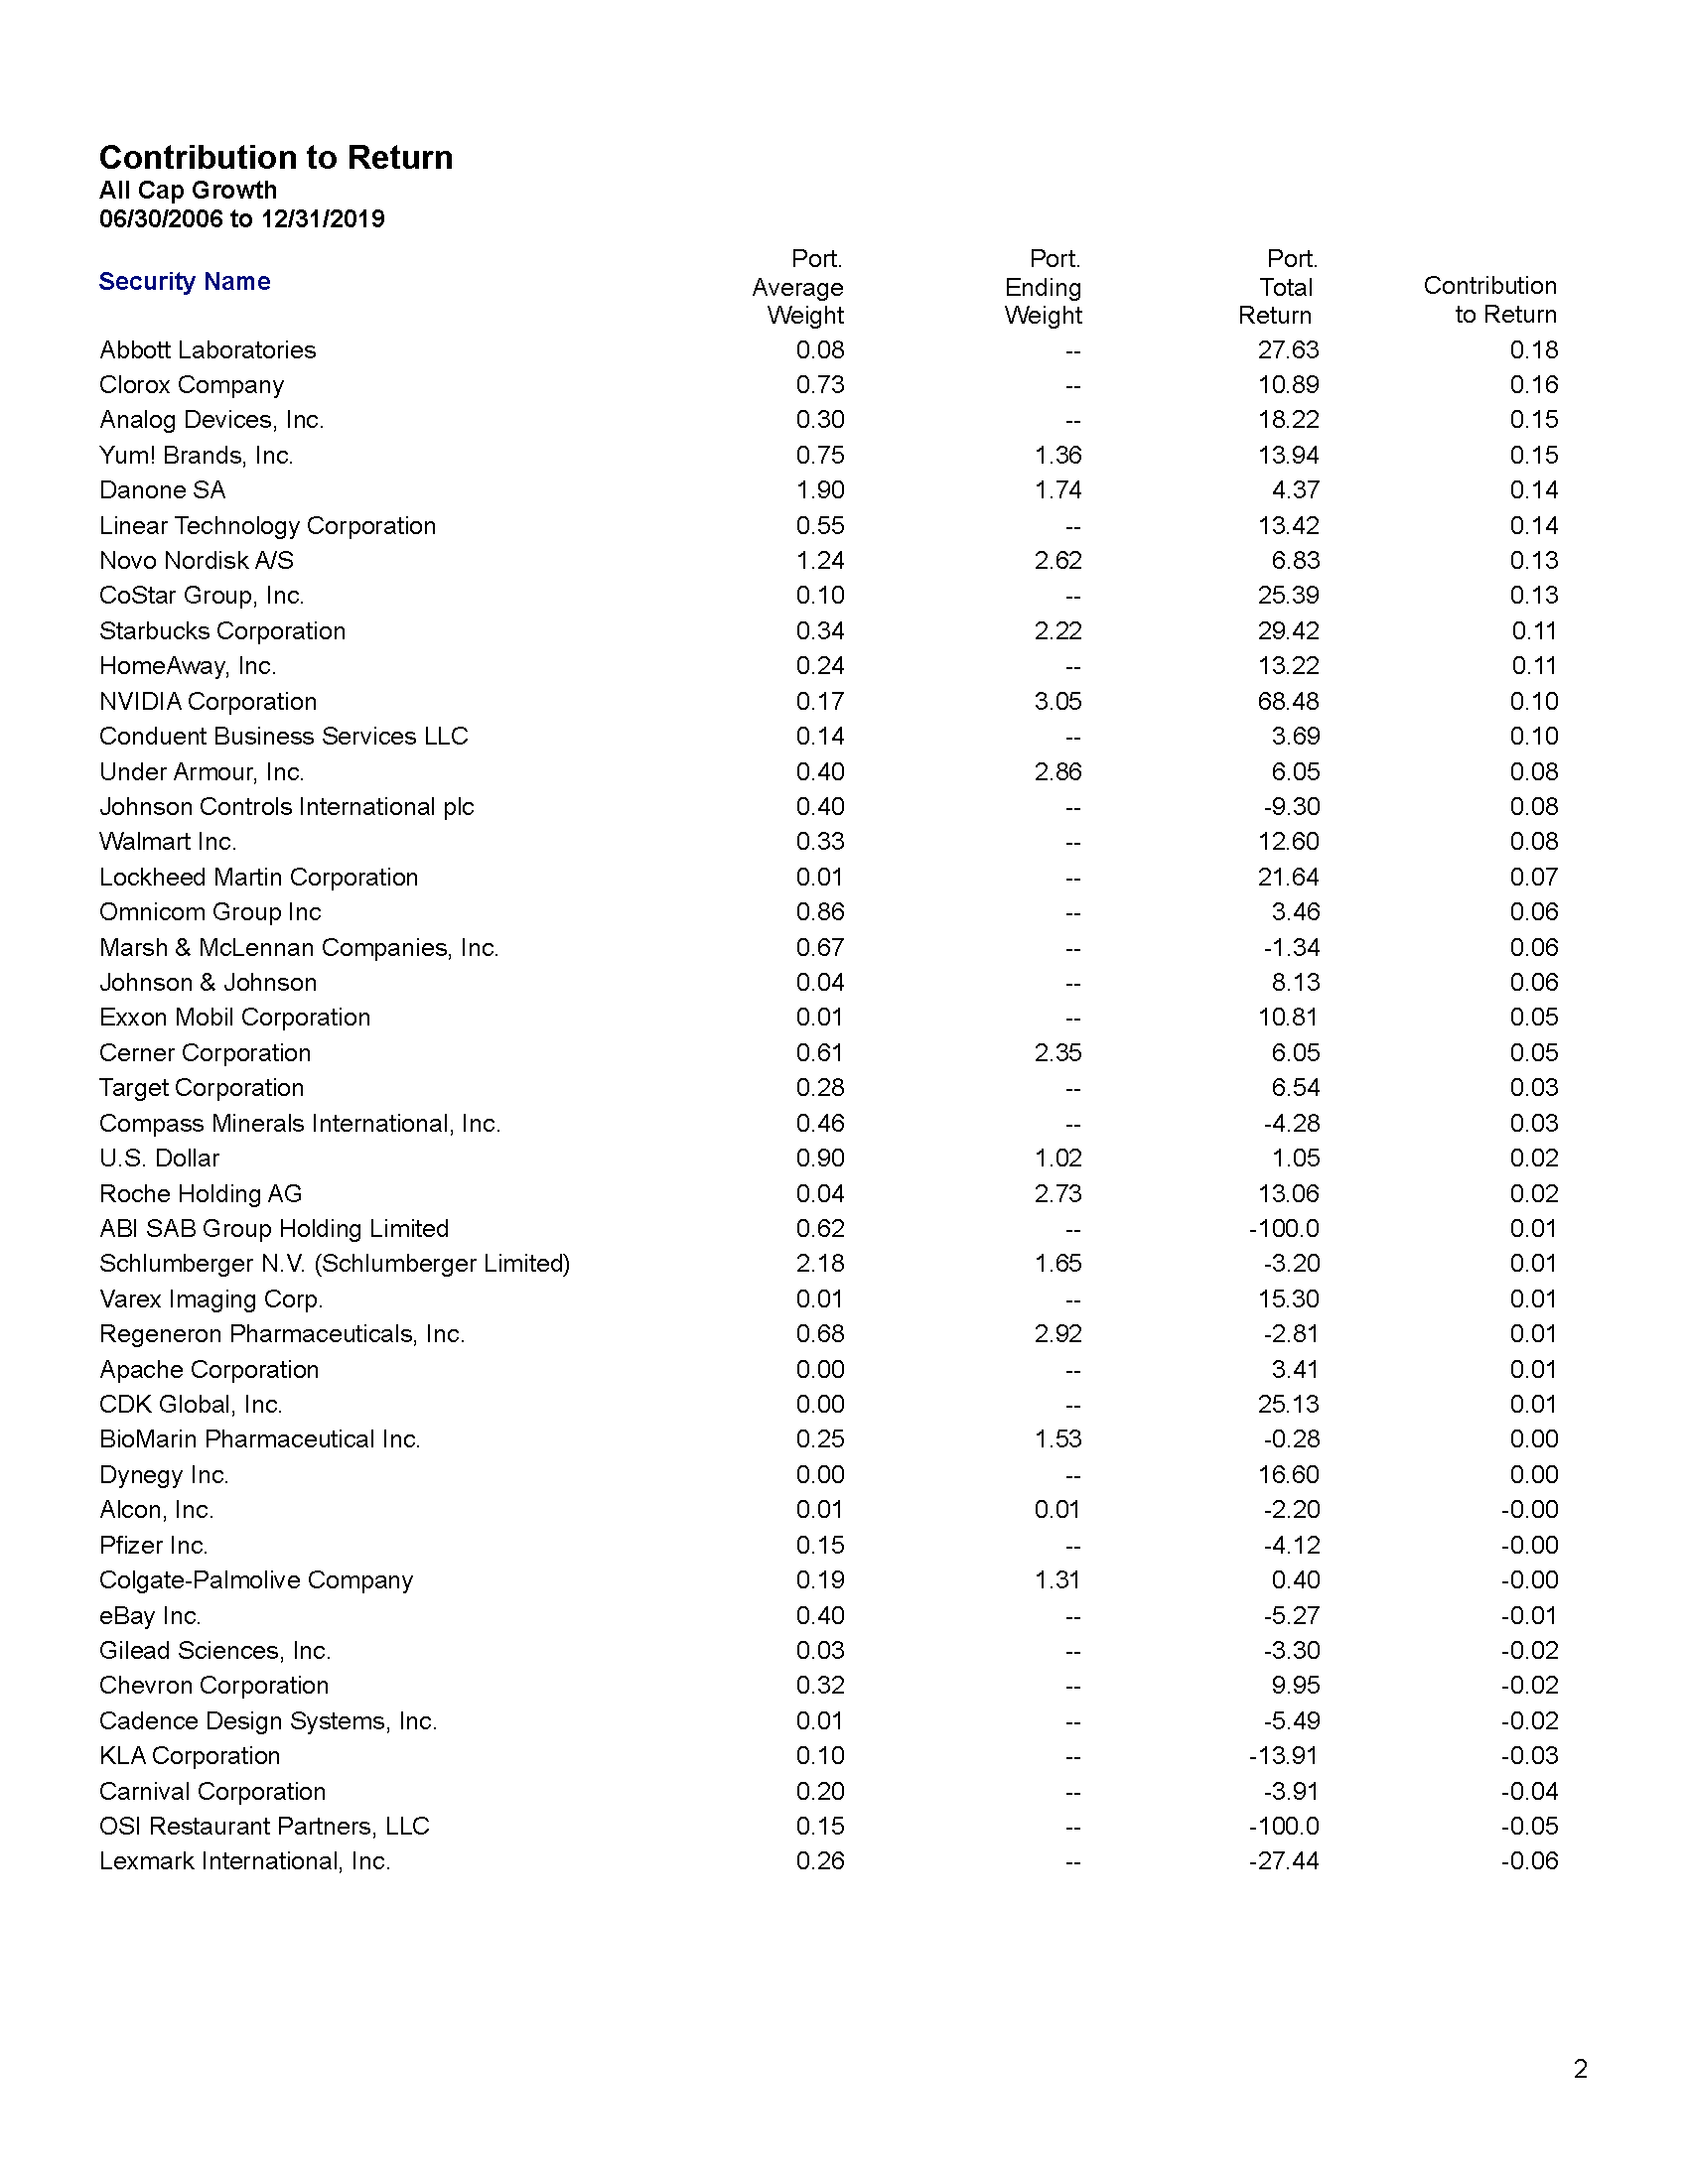 Contribution to Return
All Cap Growth
06/30/2006 to 12/31/2019
Security Name Port. Average Weight Port. Ending Weight Port. Total Return Contribution to Return
Abbott Laboratories 0.08 -- 27.63 0.18
Clorox Company 0.73 -- 10.89 0.16
Analog Devices, Inc. 0.30 -- 18.22 0.15
Yum! Brands, Inc. 0.75 1.36 13.94 0.15
Danone SA 1.90 1.74 4.37 0.14
Linear Technology Corporation 0.55 -- 13.42 0.14
Novo Nordisk A/S 1.24 2.62 6.83 0.13
CoStar Group, Inc. 0.10 -- 25.39 0.13
Starbucks Corporation 0.34 2.22 29.42 0.11
HomeAway, Inc. 0.24 -- 13.22 0.11
NVIDIA Corporation 0.17 3.05 68.48 0.10
Conduent Business Services LLC 0.14 -- 3.69 0.10
Under Armour, Inc. 0.40 2.86 6.05 0.08
Johnson Controls International plc 0.40 -- -9.30 0.08
Walmart Inc. 0.33 -- 12.60 0.08
Lockheed Martin Corporation 0.01 -- 21.64 0.07
Omnicom Group Inc 0.86 -- 3.46 0.06
Marsh & McLennan Companies, Inc. 0.67 -- -1.34 0.06
Johnson & Johnson 0.04 -- 8.13 0.06
Exxon Mobil Corporation 0.01 -- 10.81 0.05
Cerner Corporation 0.61 2.35 6.05 0.05
Target Corporation 0.28 -- 6.54 0.03
Compass Minerals International, Inc. 0.46 -- -4.28 0.03
U.S. Dollar 0.90 1.02 1.05 0.02
Roche Holding AG 0.04 2.73 13.06 0.02
ABI SAB Group Holding Limited 0.62 -- -100.0 0.01
Schlumberger N.V. (Schlumberger Limited) 2.18 1.65 -3.20 0.01
Varex Imaging Corp. 0.01 -- 15.30 0.01
Regeneron Pharmaceuticals, Inc. 0.68 2.92 -2.81 0.01
Apache Corporation 0.00 -- 3.41 0.01
CDK Global, Inc. 0.00 -- 25.13 0.01
BioMarin Pharmaceutical Inc. 0.25 1.53 -0.28 0.00
Dynegy Inc. 0.00 -- 16.60 0.00
Alcon, Inc. 0.01 0.01 -2.20 -0.00
Pfizer Inc. 0.15 -- -4.12 -0.00
Colgate-Palmolive Company 0.19 1.31 0.40 -0.00
eBay Inc. 0.40 -- -5.27 -0.01
Gilead Sciences, Inc. 0.03 -- -3.30 -0.02
Chevron Corporation 0.32 -- 9.95 -0.02
Cadence Design Systems, Inc. 0.01 -- -5.49 -0.02
KLA Corporation 0.10 -- -13.91 -0.03
Carnival Corporation 0.20 -- -3.91 -0.04
OSI Restaurant Partners, LLC 0.15 -- -100.0 -0.05
Lexmark International, Inc. 0.26 -- -27.44 -0.06
2